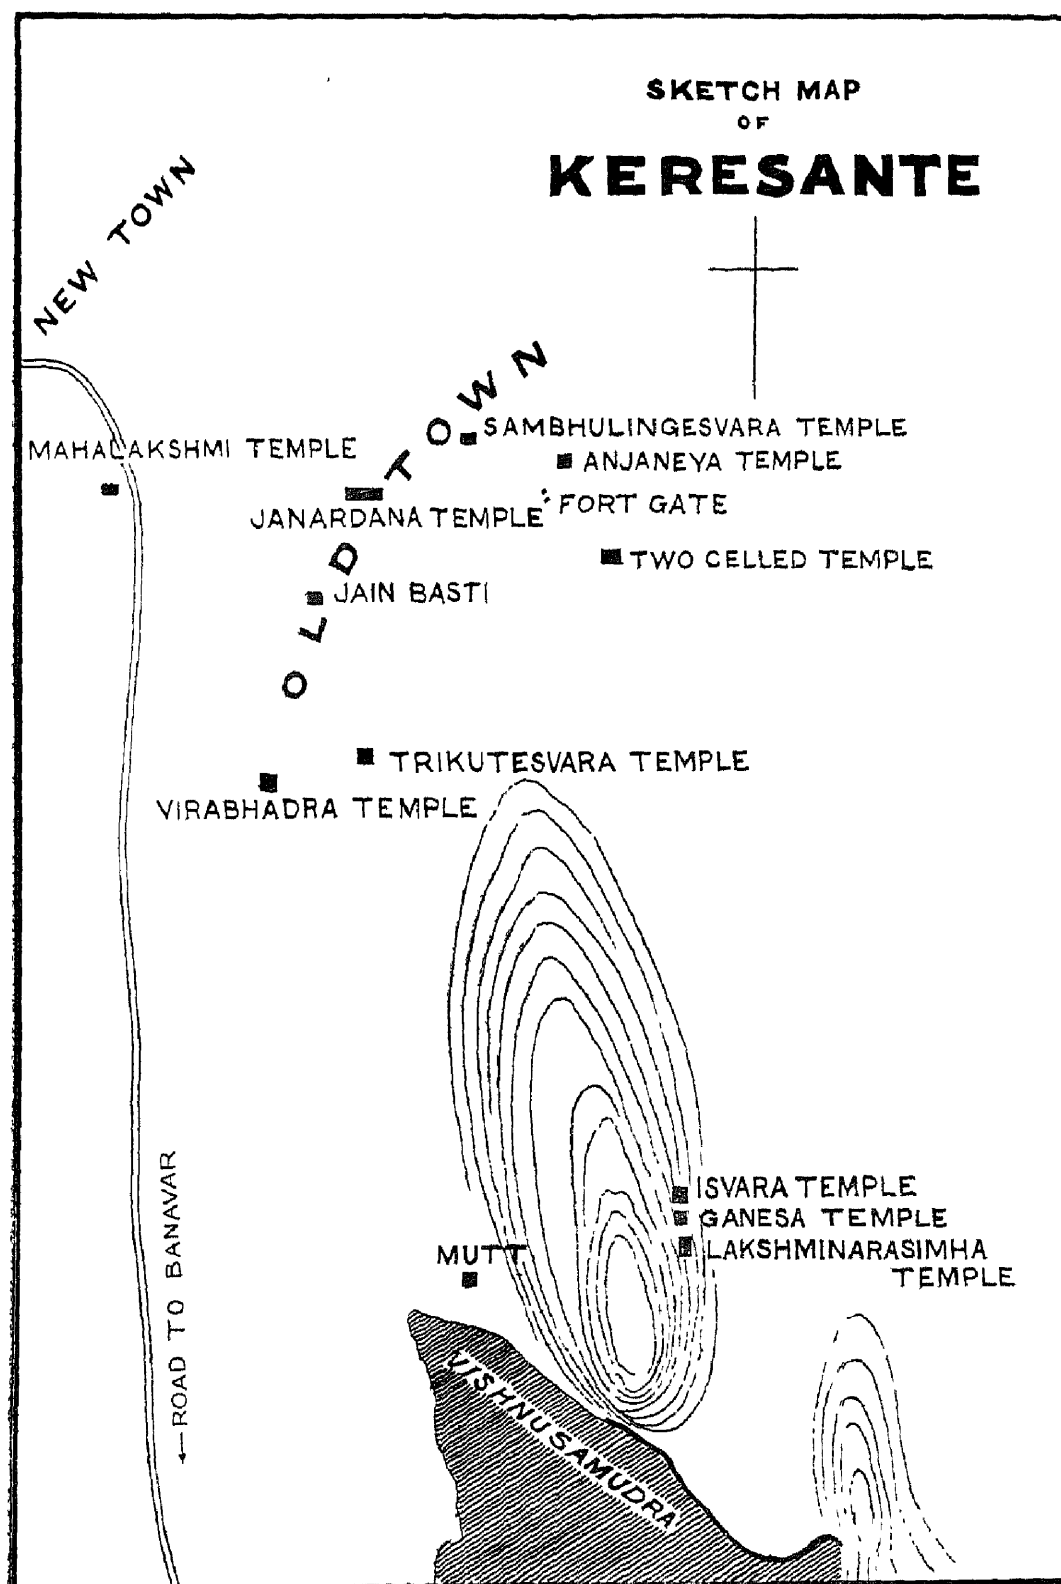 SKETCH MAP
OF
KERESANTE
NEW TOWN
OLD TOWN
SAMBHULINGESVARA TEMPLE
MAHALAKSHMI TEMPLE
ANJANEYA TEMPLE
FORT GATE
JANARDANA TEMPLE
TWO CELLED TEMPLE
JAIN BASTI
TRIKUTESVARA TEMPLE
VIRABHADRA TEMPLE
ISVARA TEMPLE
GANESA TEMPLE
LAKSHMINARASIMHA
TEMPLE
MUTT
←ROAD TO BANAVAR
VISHNUSAMUDRA